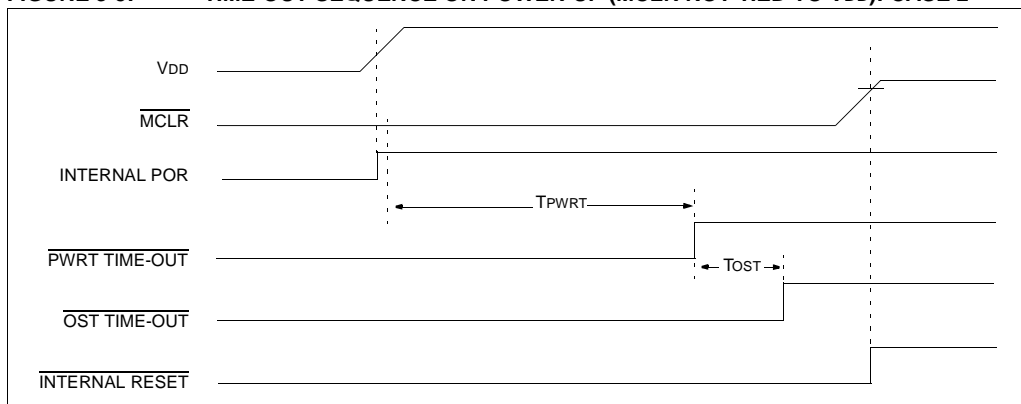 VDD
MCLR
INTERNAL POR
TPWRT
PWRT TIME-OUT
TOST
OST TIME-OUT
INTERNAL RESET